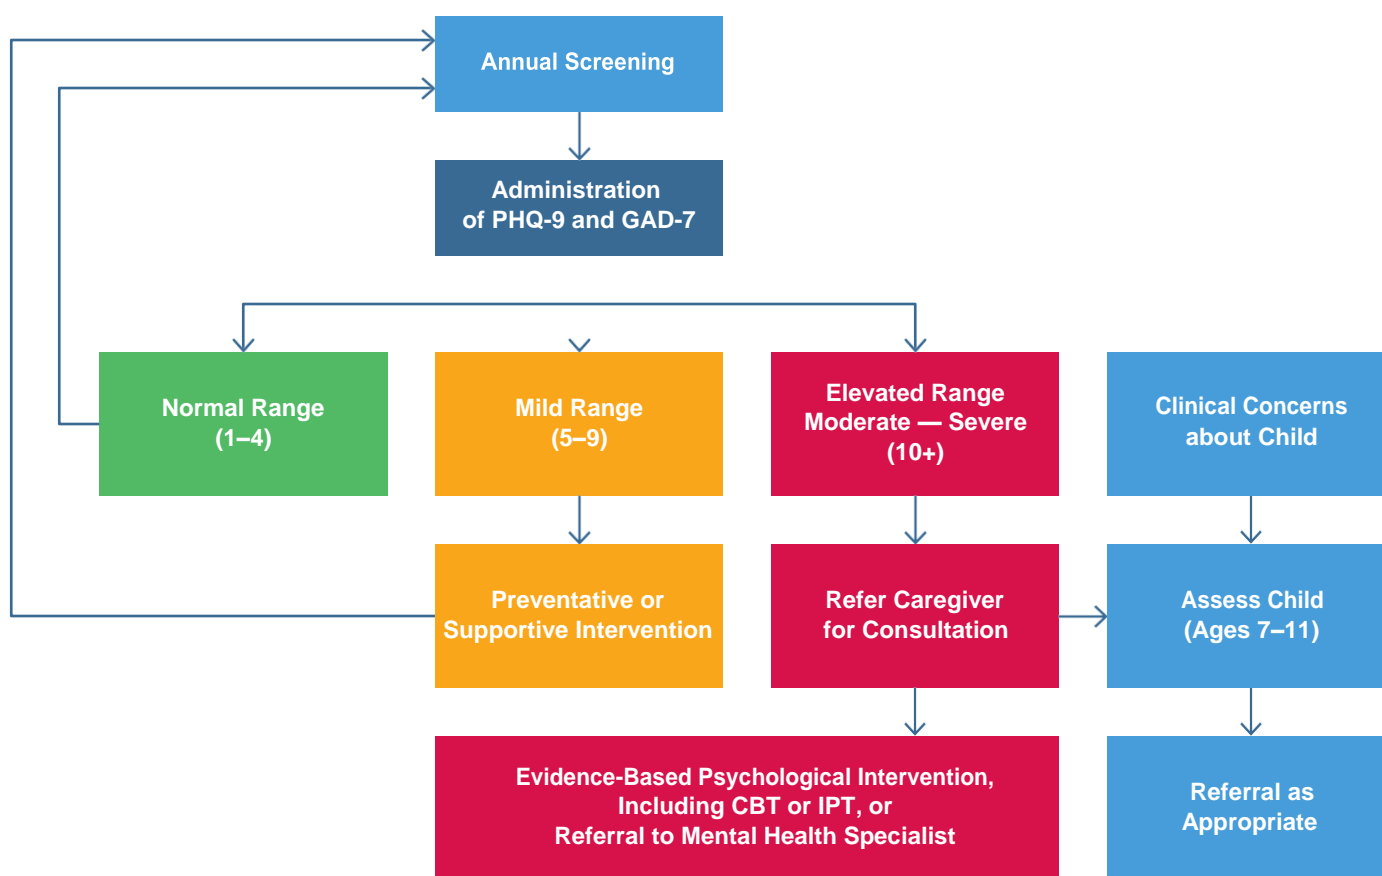 Annual Screening
Administration
of PHQ-9 and GAD-7
Normal Range
(1–4)
Mild Range
(5–9)
Elevated Range
Moderate — Severe
(10+)
Clinical Concerns
about Child
Preventative or
Supportive Intervention
Refer Caregiver
for Consultation
Assess Child
(Ages 7–11)
Evidence-Based Psychological Intervention,
Including CBT or IPT, or
Referral to Mental Health Specialist
Referral as
Appropriate